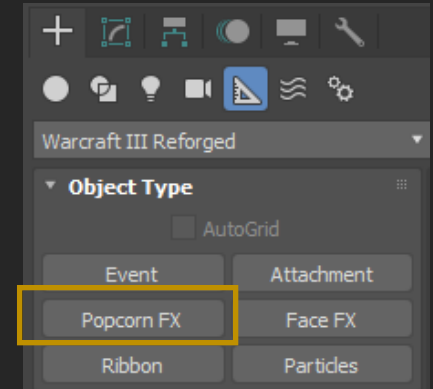 Warcraft III Reforged
Object Type
AutoGrid
Event Attachment
Popcorn FX Face FX
Ribbon Particles